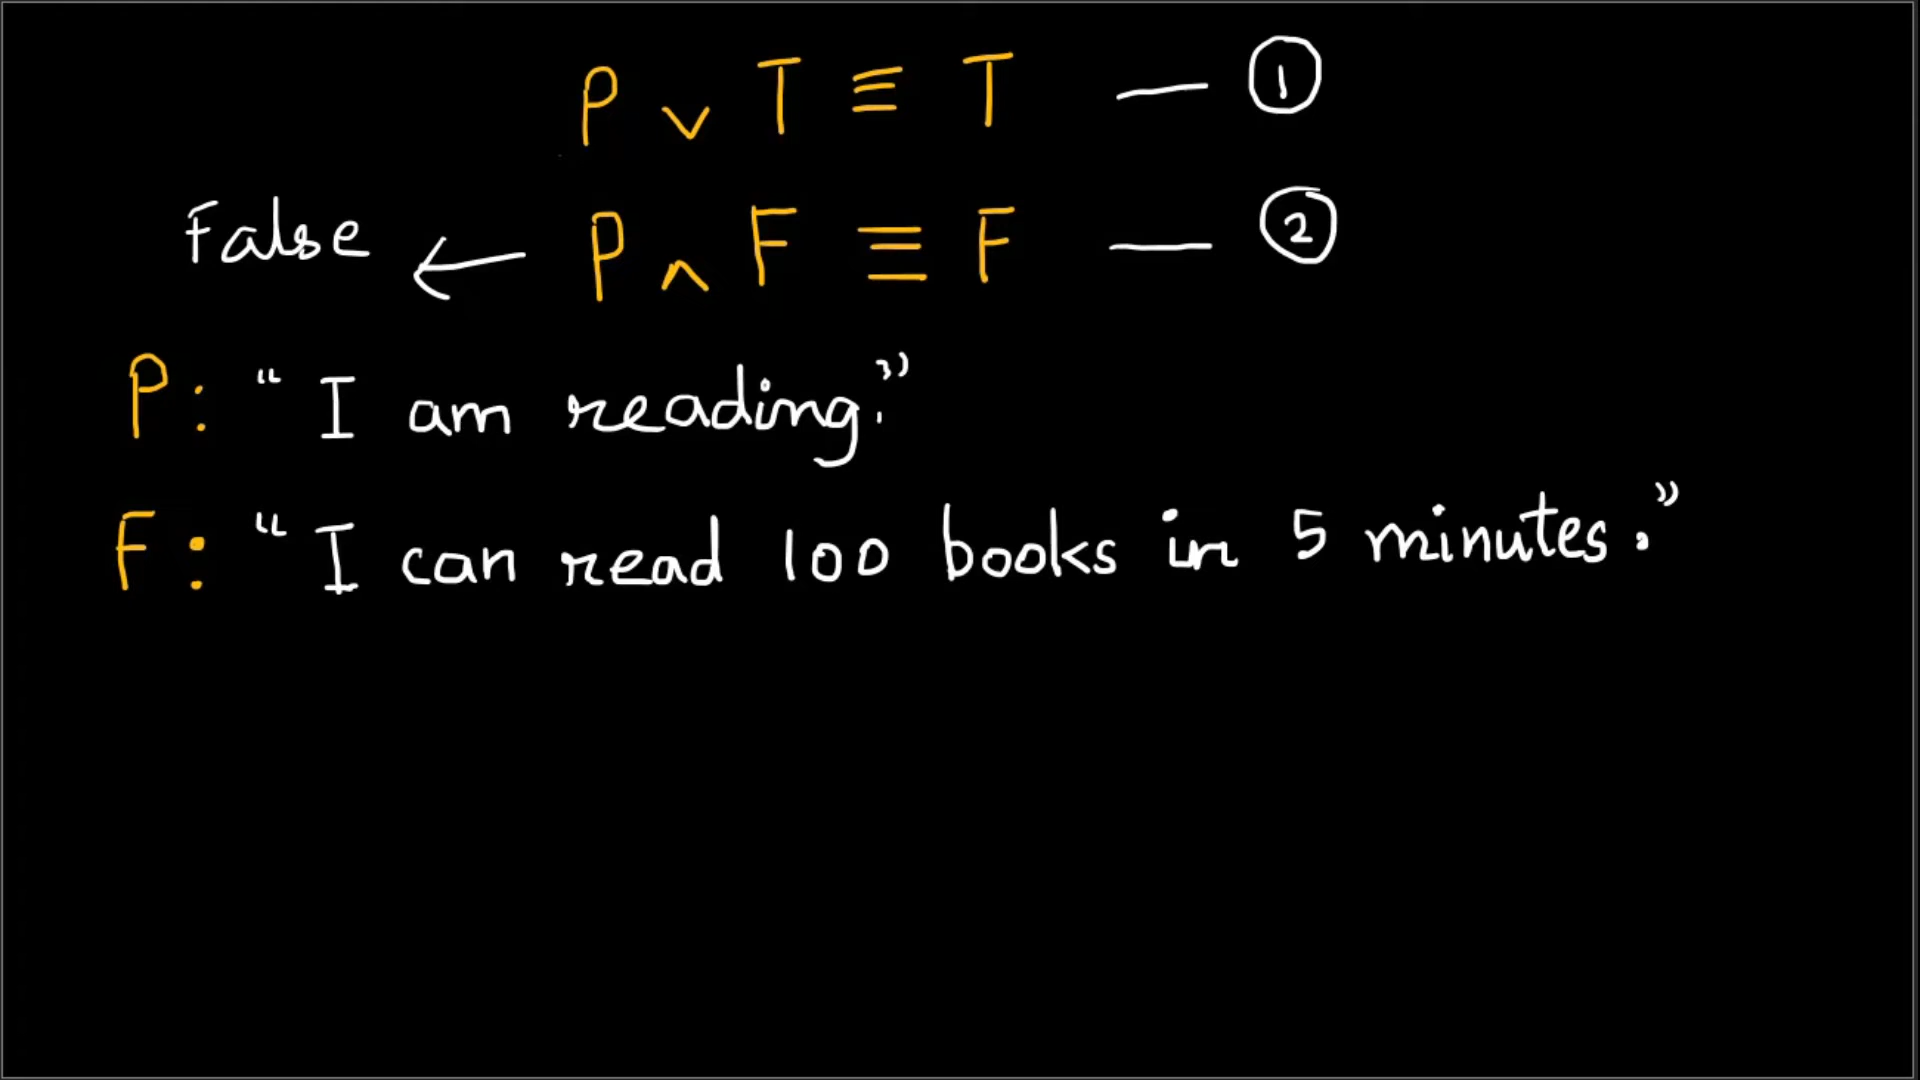 P ∨ T ≡ T — ①
False ← P ∧ F ≡ F — ②
P: "I am reading."
F: "I can read 100 books in 5 minutes."